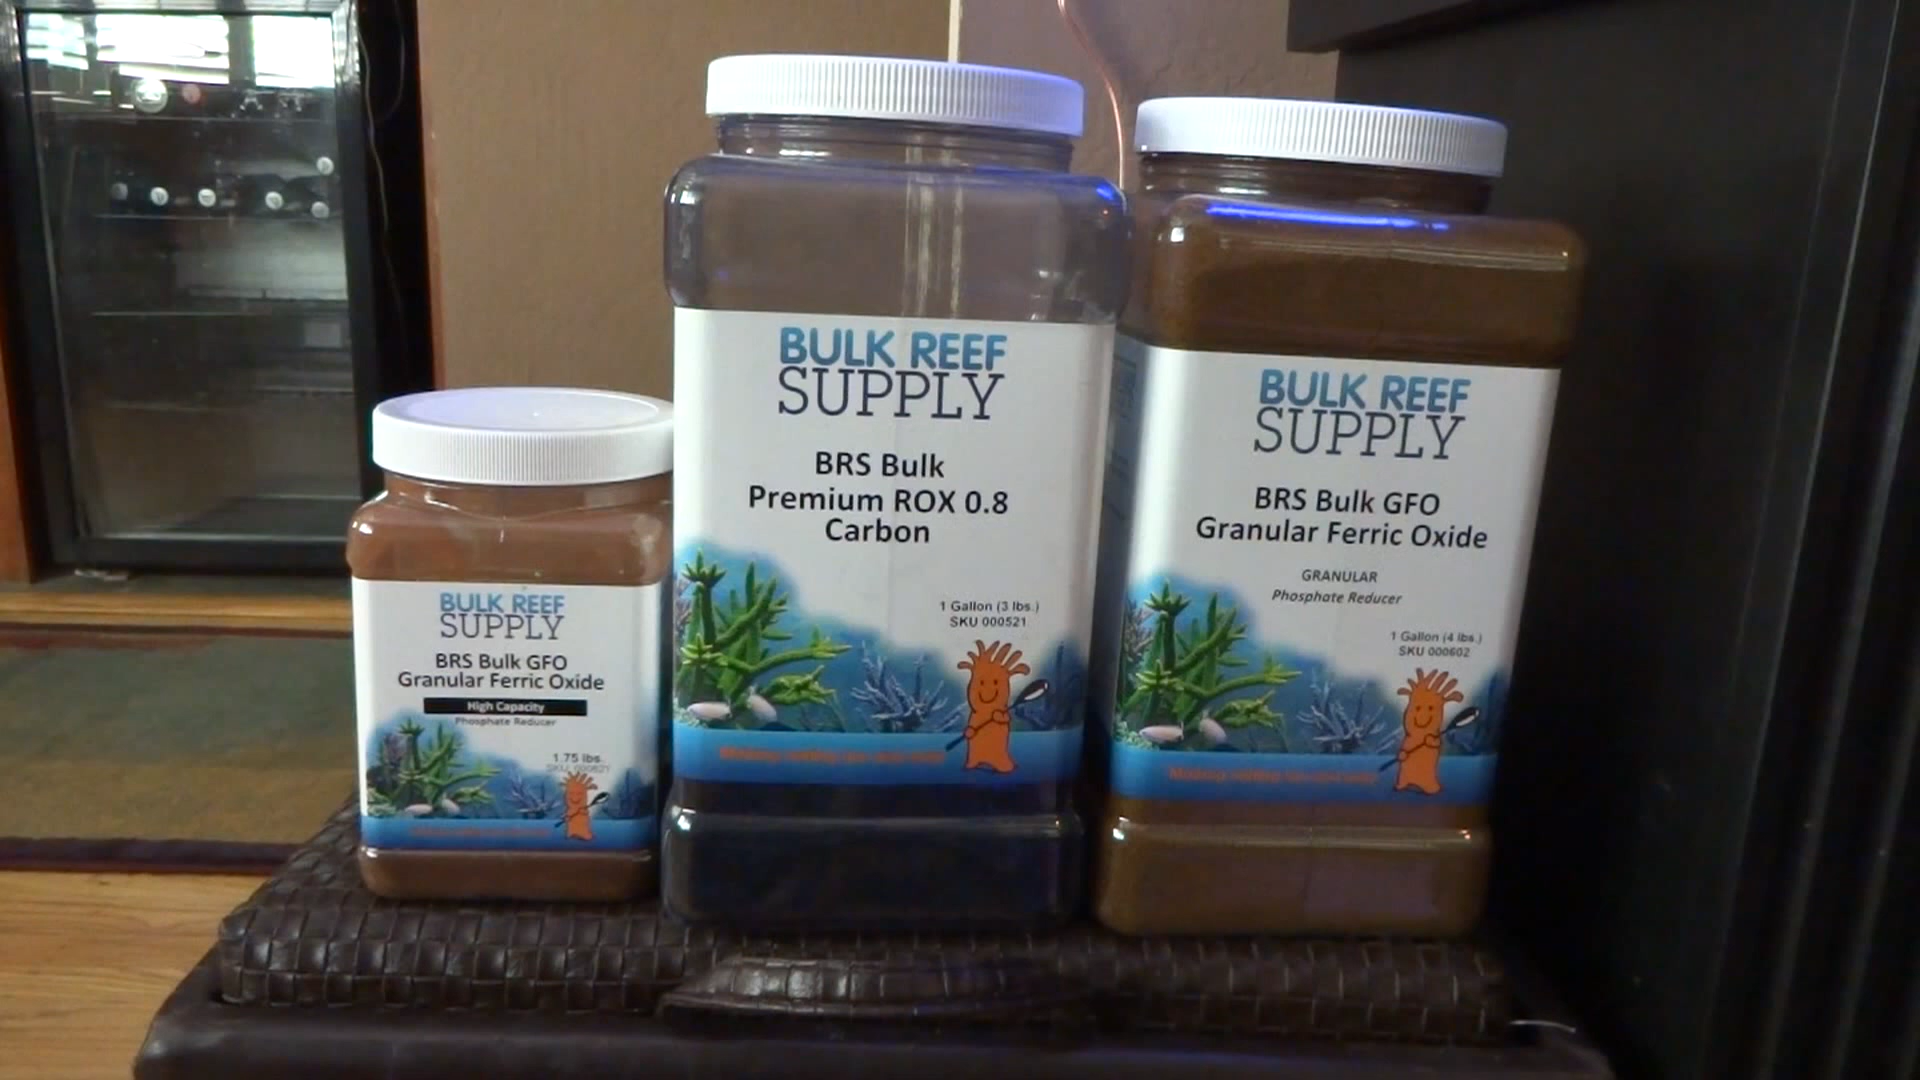 BULK REEF
SUPPLY
BRS Bulk GFO
Granular Ferric Oxide
High Capacity
Phosphate Reducer
1.75 lbs.
SKU 000621
BULK REEF
SUPPLY
BRS Bulk
Premium ROX 0.8
Carbon
1 Gallon (3 lbs.)
SKU 000521
BULK REEF
SUPPLY
BRS Bulk GFO
Granular Ferric Oxide
GRANULAR
Phosphate Reducer
1 Gallon (4 lbs.)
SKU 000602